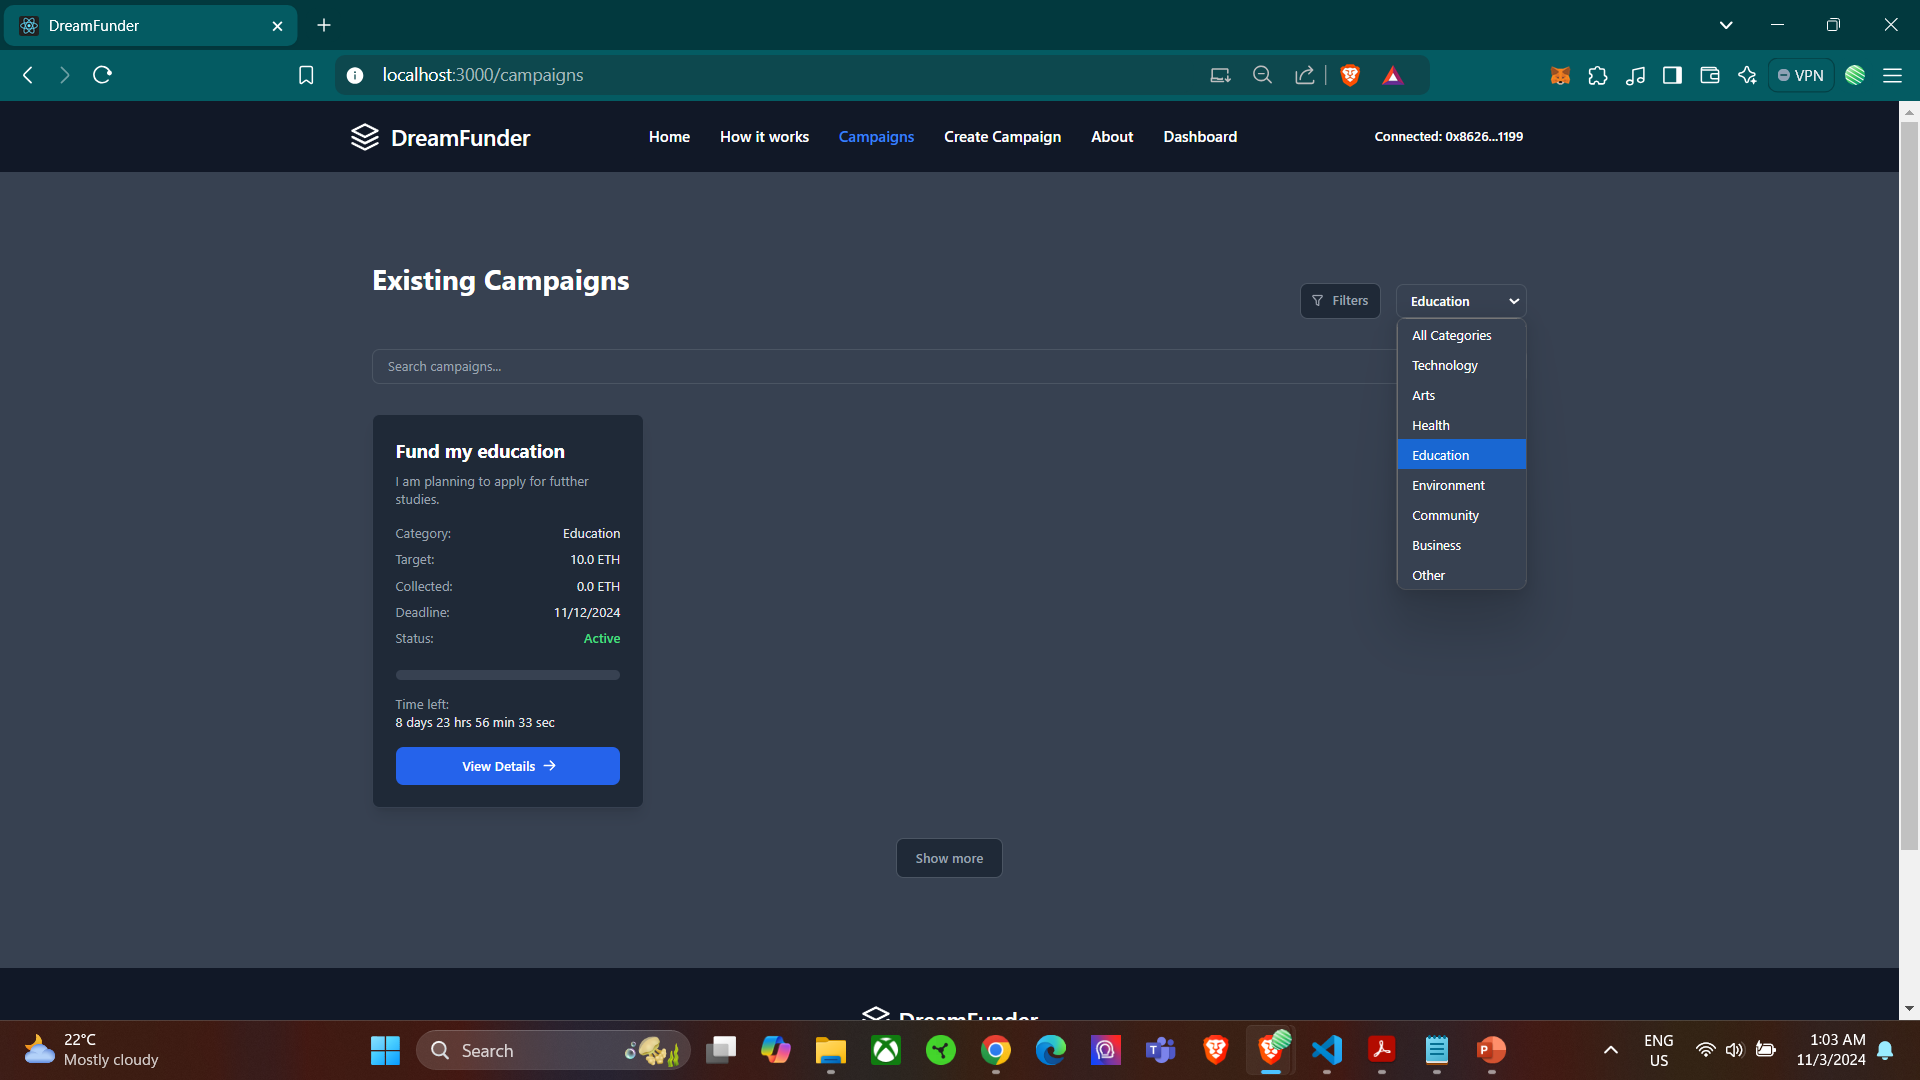 DreamFunder
localhost:3000/campaigns
VPN
DreamFunder
Home
How it works
Campaigns
Create Campaign
About
Dashboard
Connected: 0x8626...1199
Existing Campaigns
Filters
Education
All Categories
Technology
Arts
Health
Education
Environment
Community
Business
Other
Search campaigns...
Fund my education
I am planning to apply for futher
studies.
Category: Education
Target: 10.0 ETH
Collected: 0.0 ETH
Deadline: 11/12/2024
Status: Active
Time left:
8 days 23 hrs 56 min 33 sec
View Details →
Show more
DreamFunder
22°C
Mostly cloudy
Search
ENG
US
1:03 AM
11/3/2024